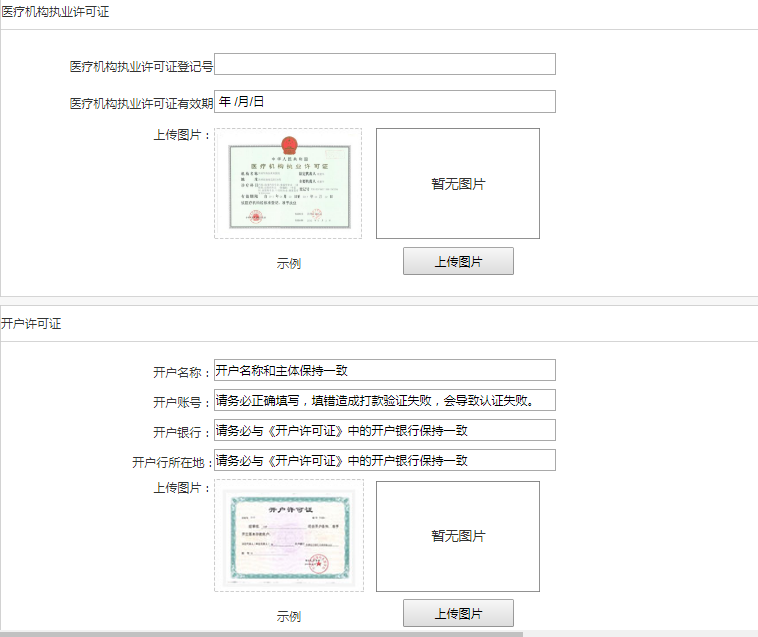 医疗机构执业许可证
医疗机构执业许可证登记号
医疗机构执业许可证有效期 年 /月/日
上传图片：
中华人民共和国
医疗机构执业许可证
暂无图片
示例
上传图片
开户许可证
开户名称： 开户名称和主体保持一致
开户账号： 请务必正确填写，填错造成打款验证失败，会导致认证失败。
开户银行： 请务必与《开户许可证》中的开户银行保持一致
开户行所在地： 请务必与《开户许可证》中的开户银行保持一致
上传图片：
开户许可证
暂无图片
示例
上传图片